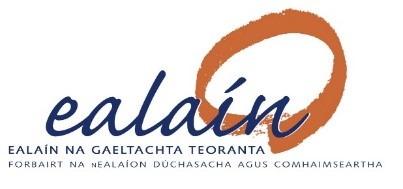 ealaín
EALAÍN NA GAELTACHTA TEORANTA
FORBAIRT NA nEALAÍON DÚCHASACHA AGUS COMHAIMSEARTHA